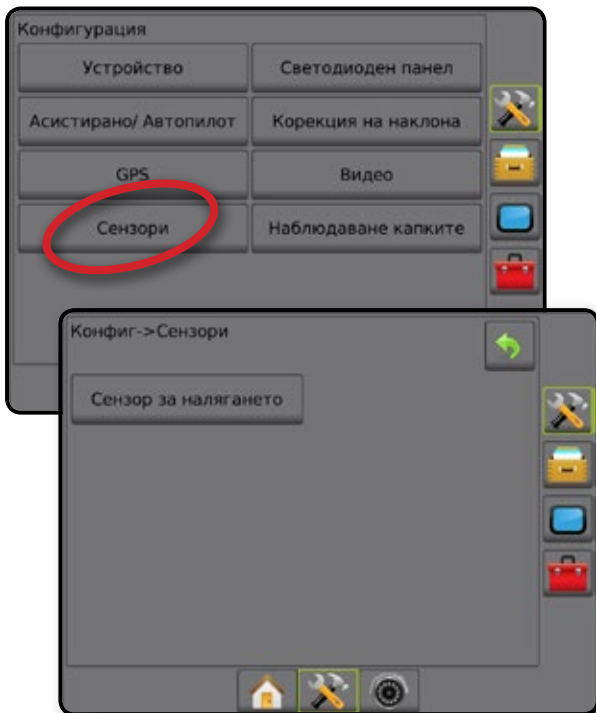 Конфигурация
Устройство Светодиоден панел
Асистирано/ Автопилот Корекция на наклона
GPS Видео
Сензори Наблюдаване капките
Конфиг->Сензори
Сензор за налягането